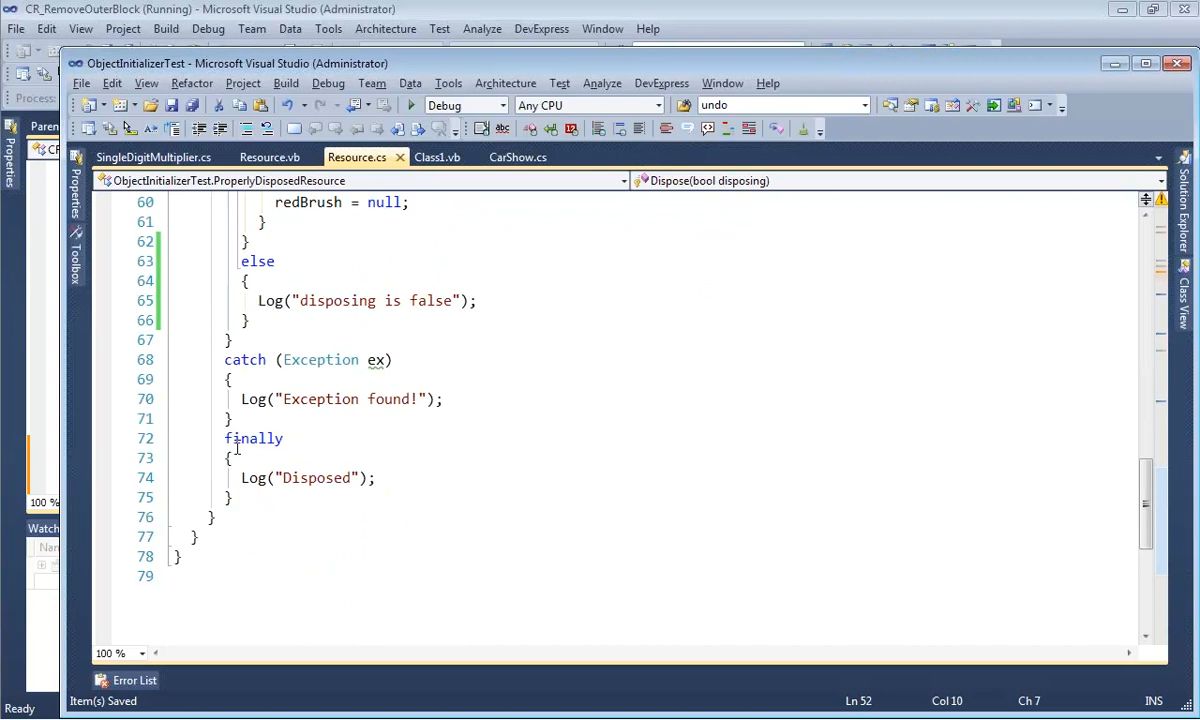 CR_RemoveOuterBlock (Running) - Microsoft Visual Studio (Administrator)
File Edit View Project Build Debug Team Data Tools Architecture Test Analyze DevExpress Window Help
ObjectInitializerTest - Microsoft Visual Studio (Administrator)
File Edit View Refactor Project Build Debug Team Data Tools Architecture Test Analyze DevExpress Window Help
Process:
Debug Any CPU undo
Paren
SingleDigitMultiplier.cs Resource.vb Resource.cs Class1.vb CarShow.cs
ObjectInitializerTest.ProperlyDisposedResource Dispose(bool disposing)
Properties
Properties
Toolbox
Solution Explorer
Class View
60 redBrush = null;
61 }
62 }
63 else
64 {
65 Log("disposing is false");
66 }
67 }
68 catch (Exception ex)
69 {
70 Log("Exception found!");
71 }
72 finally
73 {
74 Log("Disposed");
75 }
76 }
77 }
78 }
79
100 %
Watch
100 %
Error List
Item(s) Saved Ln 52 Col 10 Ch 7 INS
Ready